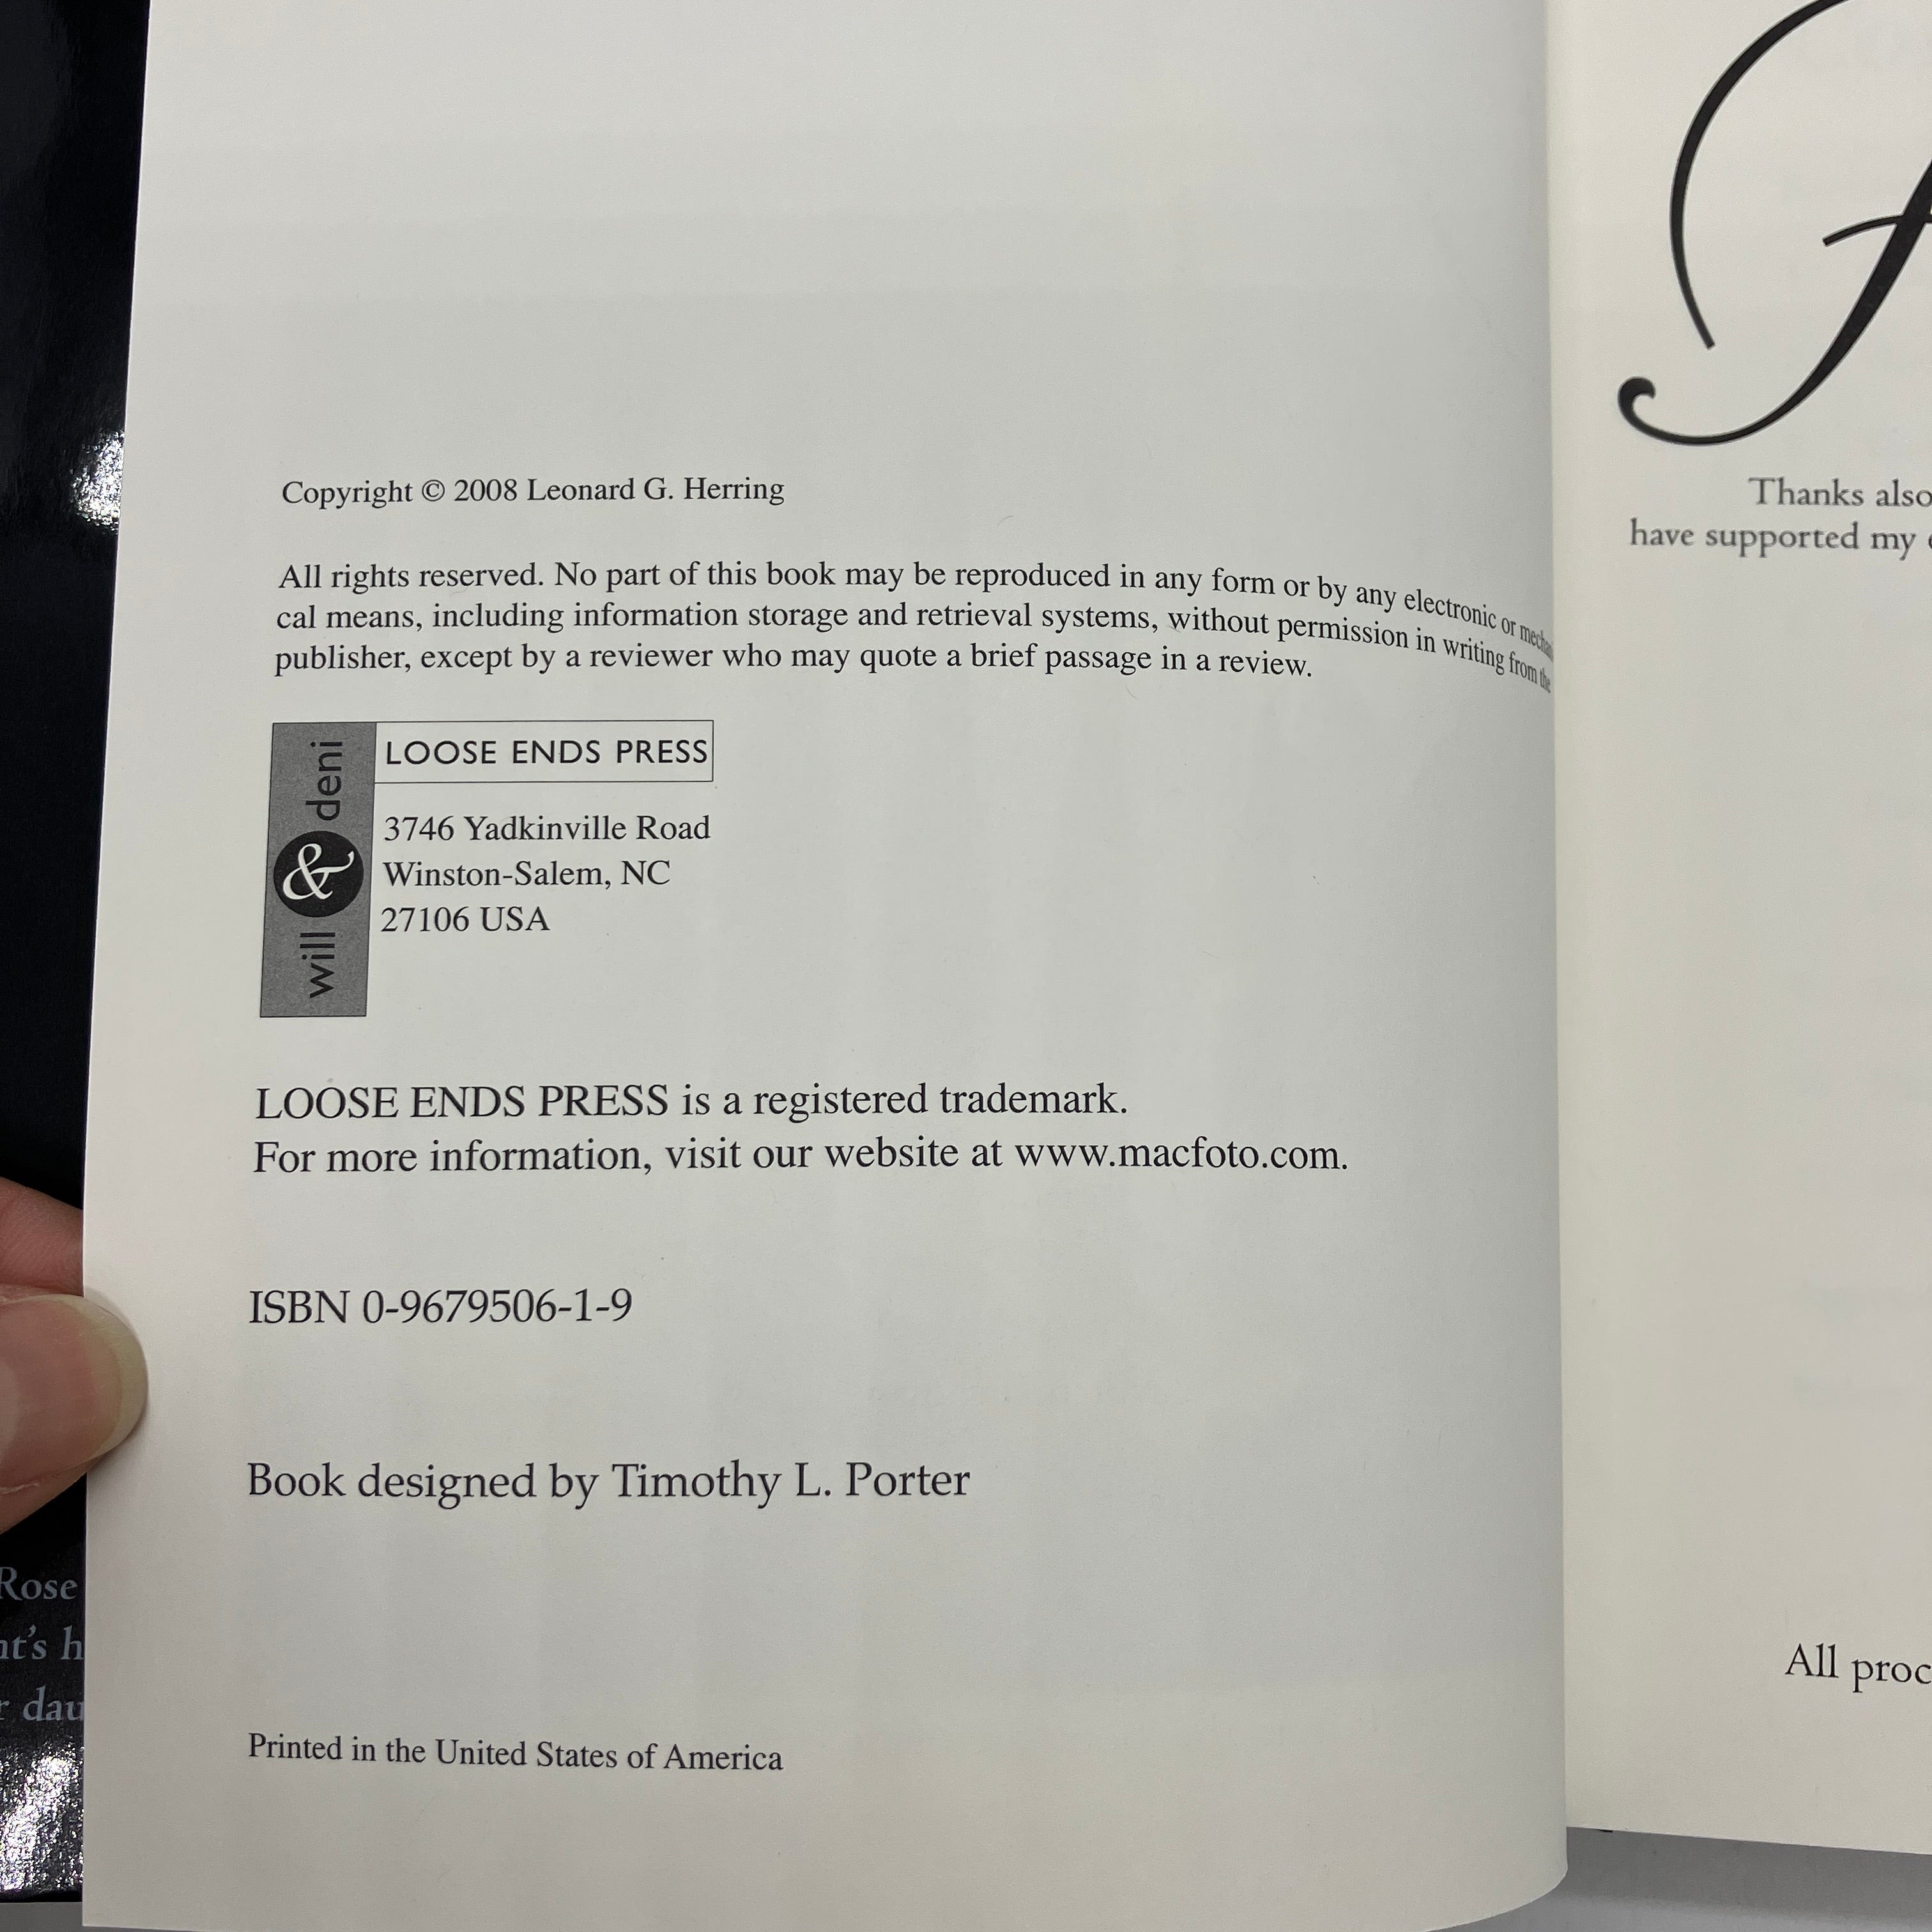 Copyright © 2008 Leonard G. Herring
All rights reserved. No part of this book may be reproduced in any form or by any electronic or mechani
cal means, including information storage and retrieval systems, without permission in writing from the
publisher, except by a reviewer who may quote a brief passage in a review.
will & deni
LOOSE ENDS PRESS
3746 Yadkinville Road
Winston-Salem, NC
27106 USA
LOOSE ENDS PRESS is a registered trademark.
For more information, visit our website at www.macfoto.com.
ISBN 0-9679506-1-9
Book designed by Timothy L. Porter
Printed in the United States of America
Rose
nt's h
r dau
Thanks also
have supported my
All proc